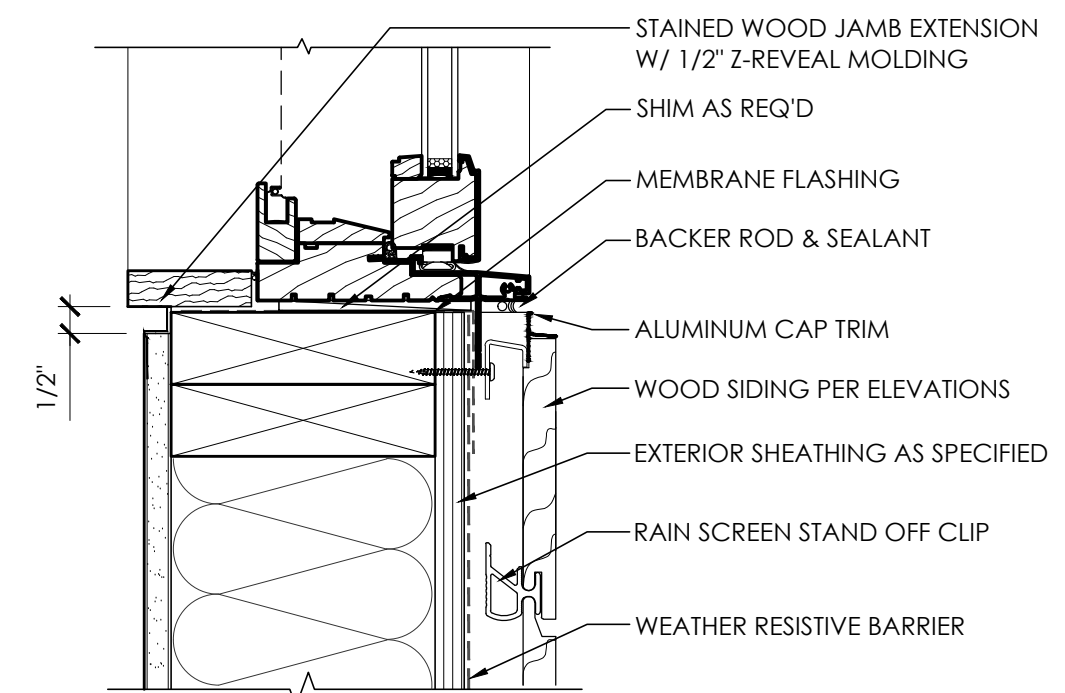 STAINED WOOD JAMB EXTENSION
W/ 1/2" Z-REVEAL MOLDING
SHIM AS REQ'D
MEMBRANE FLASHING
BACKER ROD & SEALANT
ALUMINUM CAP TRIM
WOOD SIDING PER ELEVATIONS
EXTERIOR SHEATHING AS SPECIFIED
RAIN SCREEN STAND OFF CLIP
WEATHER RESISTIVE BARRIER
1/2"